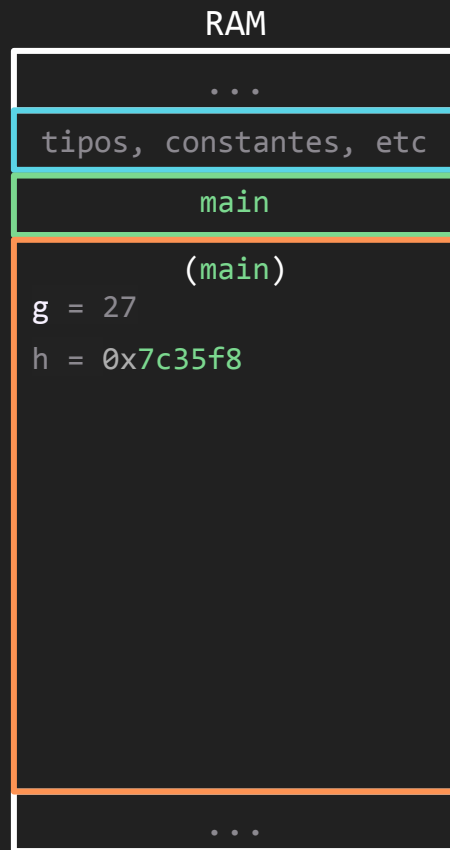 RAM
...
tipos, constantes, etc
main
(main)
g = 27
h = 0x7c35f8
...